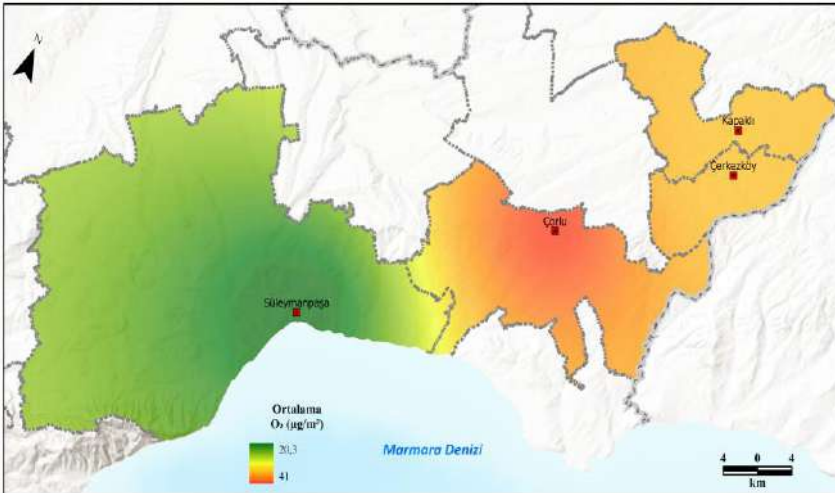 N
Kapaklı
Çerkezköy
Çorlu
Süleymanpaşa
Ortalama
O₃ (µg/m³)
20,3
41
Marmara Denizi
4 0 4
km